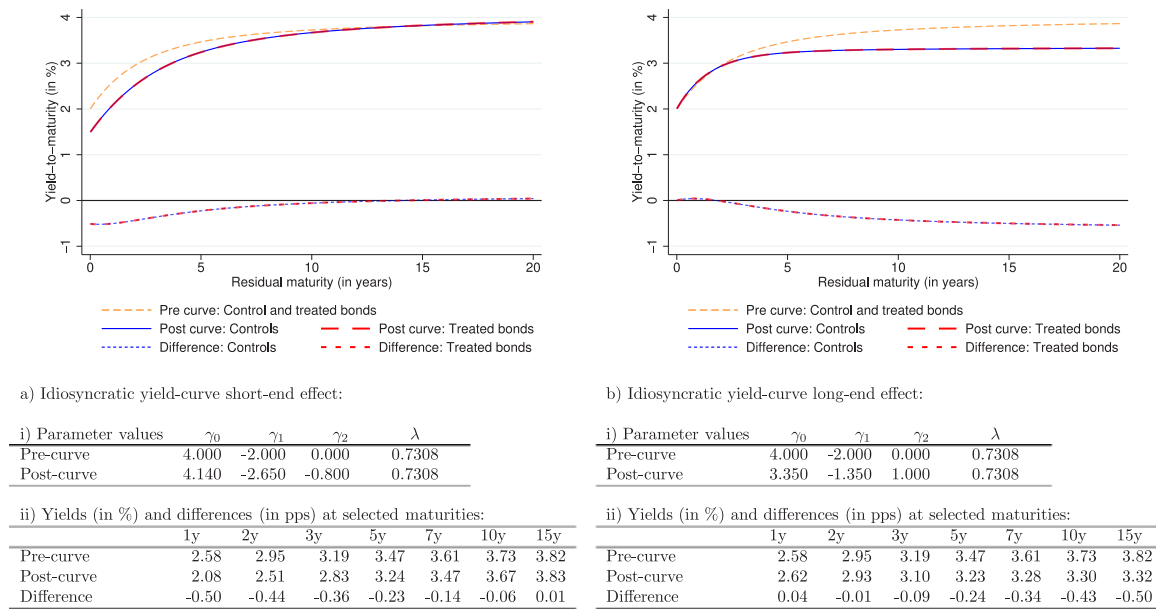 Yield-to-maturity (in %)
4
3
2
1
0
−1
0 5 10 15 20
Residual maturity (in years)
Pre curve: Control and treated bonds
Post curve: Controls Post curve: Treated bonds
Difference: Controls Difference: Treated bonds
a) Idiosyncratic yield-curve short-end effect:
i) Parameter values γ0 γ1 γ2 λ
Pre-curve 4.000 -2.000 0.000 0.7308
Post-curve 4.140 -2.650 -0.800 0.7308
ii) Yields (in %) and differences (in pps) at selected maturities:
1y 2y 3y 5y 7y 10y 15y
Pre-curve 2.58 2.95 3.19 3.47 3.61 3.73 3.82
Post-curve 2.08 2.51 2.83 3.24 3.47 3.67 3.83
Difference -0.50 -0.44 -0.36 -0.23 -0.14 -0.06 0.01
Yield-to-maturity (in %)
4
3
2
1
0
−1
0 5 10 15 20
Residual maturity (in years)
Pre curve: Control and treated bonds
Post curve: Controls Post curve: Treated bonds
Difference: Controls Difference: Treated bonds
b) Idiosyncratic yield-curve long-end effect:
i) Parameter values γ0 γ1 γ2 λ
Pre-curve 4.000 -2.000 0.000 0.7308
Post-curve 3.350 -1.350 1.000 0.7308
ii) Yields (in %) and differences (in pps) at selected maturities:
1y 2y 3y 5y 7y 10y 15y
Pre-curve 2.58 2.95 3.19 3.47 3.61 3.73 3.82
Post-curve 2.62 2.93 3.10 3.23 3.28 3.30 3.32
Difference 0.04 -0.01 -0.09 -0.24 -0.34 -0.43 -0.50